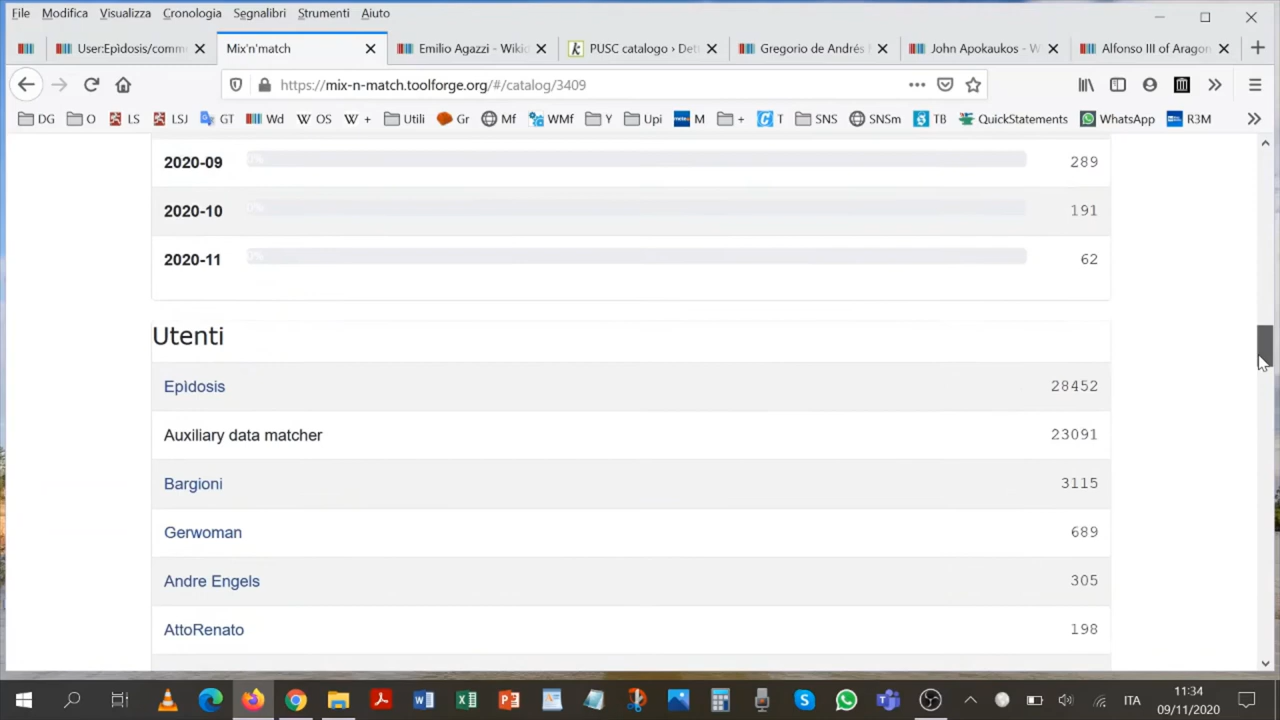 File Modifica Visualizza Cronologia Segnalibri Strumenti Aiuto
User:Epìdosis/comm Mix'n'match Emilio Agazzi - Wiki PUSC catalogo › Det Gregorio de Andrés John Apokaukos - W Alfonso III of Aragon
https://mix-n-match.toolforge.org/#/catalog/3409
DG O LS LSJ GT Wd OS + Utili Gr Mf WMf Y Upi M + T SNS SNSm TB QuickStatements WhatsApp R3M
2020-09 0% 289
2020-10 0% 191
2020-11 0% 62
Utenti
Epìdosis 28452
Auxiliary data matcher 23091
Bargioni 3115
Gerwoman 689
Andre Engels 305
AttoRenato 198
ITA 11:34
09/11/2020